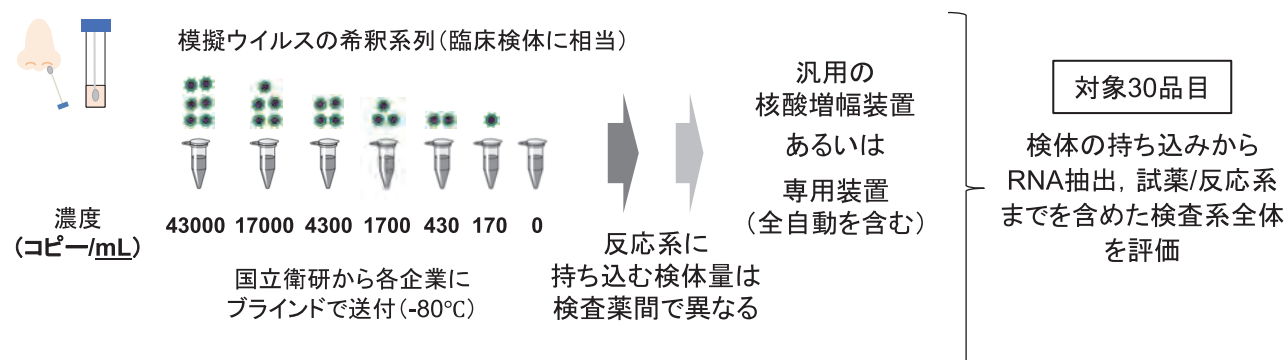 模擬ウイルスの希釈系列（臨床検体に相当）
濃度
（コピー/mL）
43000 17000 4300 1700 430 170 0
国立衛研から各企業に
ブラインドで送付（-80℃）
反応系に
持ち込む検体量は
検査薬間で異なる
汎用の
核酸増幅装置
あるいは
専用装置
（全自動を含む）
対象30品目
検体の持ち込みから
RNA抽出，試薬/反応系
までを含めた検査系全体
を評価